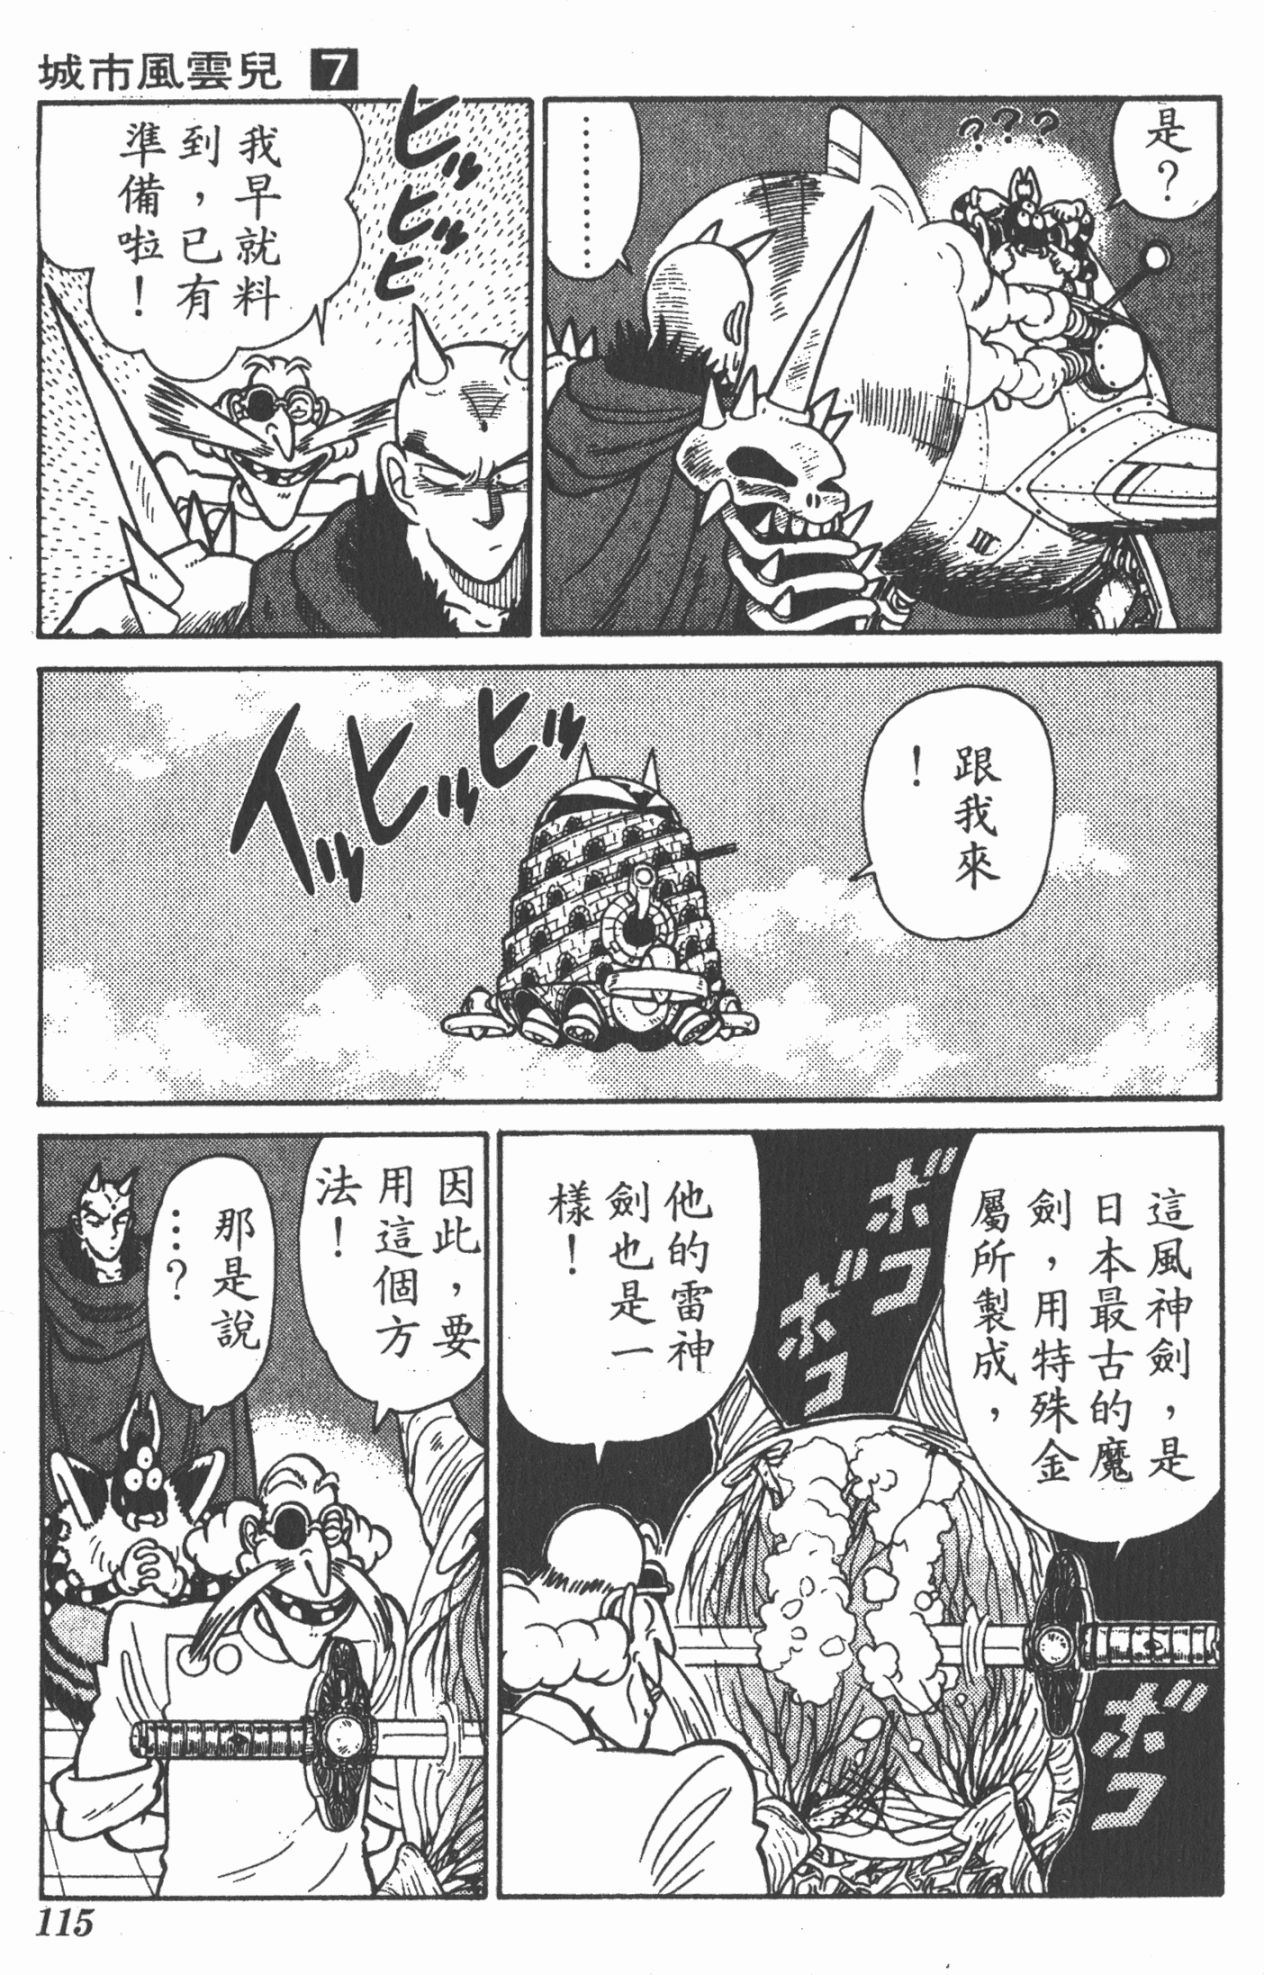 城市風雲兒 7
是？
???
………
ヒッヒッヒ
我早就料
到，已有
準備啦！
跟我來
！
イッヒッヒッ
這風神劍，是
日本最古的魔
劍，用特殊金
屬所製成，
ボコ
ボコ
ボコ
他的雷神
劍也是一
樣！
因此，要
用這個方
法！
那是說
…？
115